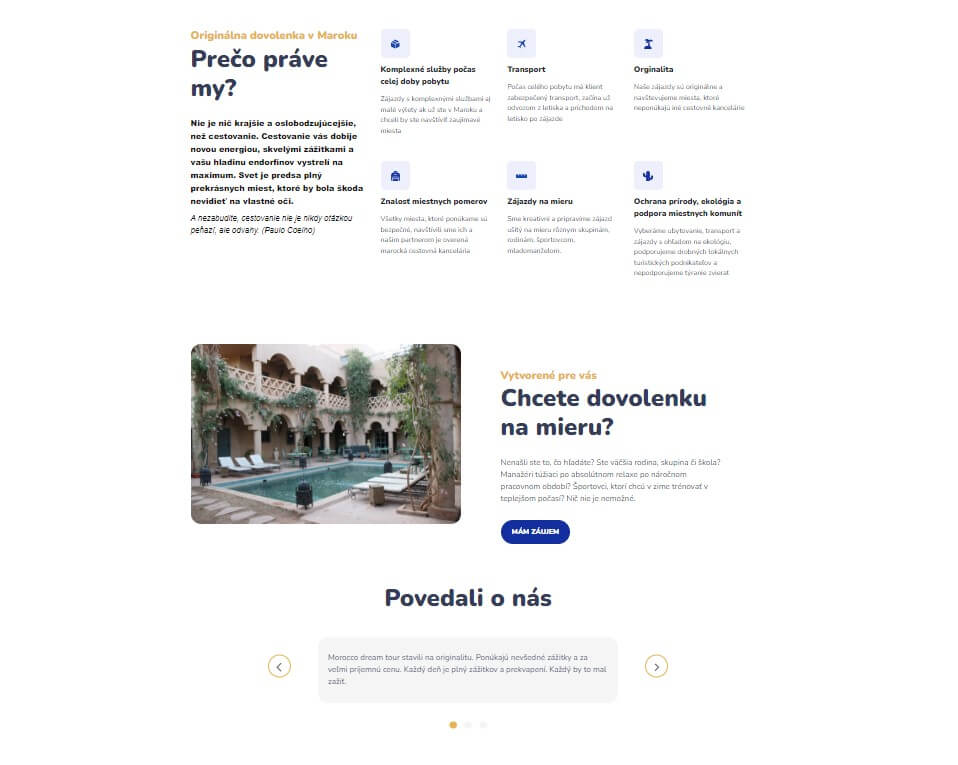 Originálna dovolenka v Maroku
Prečo práve
my?
Nie je nič krajšie a oslobodzujúcejšie,
než cestovanie. Cestovanie vás dobije
novou energiou, skvelými zážitkami a
vašu hladinu endorfínov vystrelí na
maximum. Svet je predsa plný
prekrásnych miest, ktoré by bola škoda
nevidieť na vlastné oči.
A nezabudite, cestovanie nie je nikdy otázkou
peňazí, ale odvahy. (Paulo Coelho)
Komplexné služby počas
celej doby pobytu
Zájazdy s komplexnými službami aj
malé výlety ak už ste v Maroku a
chceli by ste navštíviť zaujímavé
miesta
Transport
Počas celého pobytu má klient
zabezpečený transport, začína už
odvozom z letiska a príchodom na
letisko po zájazde
Orginalita
Naše zájazdy sú originálne a
navštevujeme miesta, ktoré
neponúkajú iné cestovné kancelárie
Znalosť miestnych pomerov
Všetky miesta, ktoré ponúkame sú
bezpečné, navštívili sme ich a
našim partnerom je overená
marocká cestovná kancelária
Zájazdy na mieru
Sme kreatívni a pripravíme zájazd
ušitý na mieru rôznym skupinám,
rodinám, športovcom,
mladomanželom.
Ochrana prírody, ekológia a
podpora miestnych komunít
Vyberáme ubytovanie, transport a
zájazdy s ohľadom na ekológiu,
podporujeme drobných lokálnych
turistických podnikateľov a
nepodporujeme týranie zvierat
Vytvorené pre vás
Chcete dovolenku
na mieru?
Nenašli ste to, čo hľadáte? Ste väčšia rodina, skupina či škola?
Manažéri túžiaci po absolútnom relaxe po náročnom
pracovnom období? Športovci, ktorí chcú v zime trénovať v
teplejšom počasí? Nič nie je nemožné.
MÁM ZÁUJEM
Povedali o nás
Morocco dream tour stavili na originalitu. Ponúkajú nevšedné zážitky a za
veľmi príjemnú cenu. Každý deň je plný zážitkov a prekvapení. Každý by to mal
zažiť.